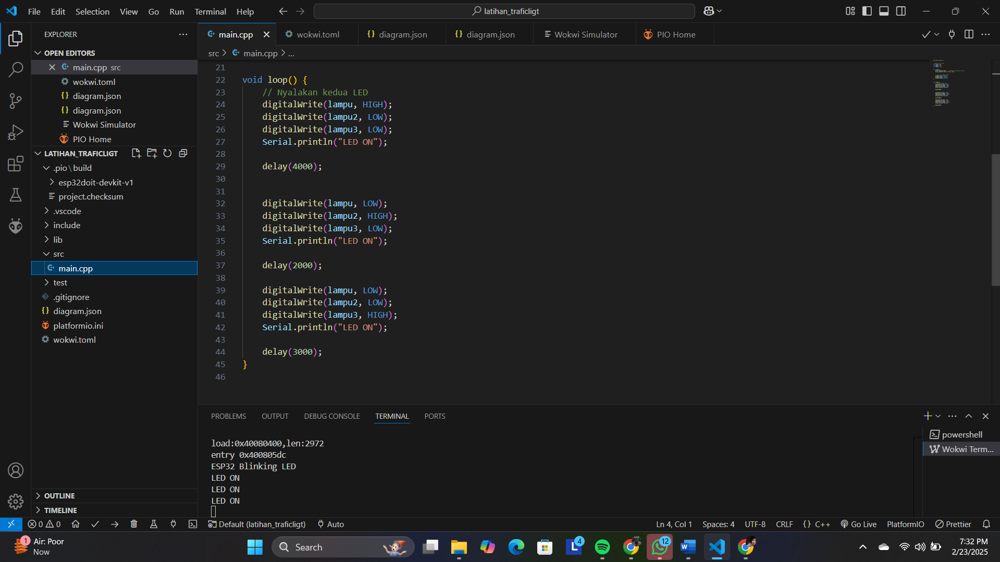 File Edit Selection View Go Run Terminal Help
latihan_traficligt
EXPLORER
OPEN EDITORS
main.cpp src
wokwi.toml
diagram.json
diagram.json
Wokwi Simulator
PIO Home
LATIHAN_TRAFICLIGT
.pio\build
esp32doit-devkit-v1
project.checksum
.vscode
include
lib
src
main.cpp
test
.gitignore
diagram.json
platformio.ini
wokwi.toml
OUTLINE
TIMELINE
main.cpp wokwi.toml diagram.json diagram.json Wokwi Simulator PIO Home
src > main.cpp > ...
21
22 void loop() {
23 // Nyalakan kedua LED
24 digitalWrite(lampu, HIGH);
25 digitalWrite(lampu2, LOW);
26 digitalWrite(lampu3, LOW);
27 Serial.println("LED ON");
28
29 delay(4000);
30
31
32 digitalWrite(lampu, LOW);
33 digitalWrite(lampu2, HIGH);
34 digitalWrite(lampu3, LOW);
35 Serial.println("LED ON");
36
37 delay(2000);
38
39 digitalWrite(lampu, LOW);
40 digitalWrite(lampu2, LOW);
41 digitalWrite(lampu3, HIGH);
42 Serial.println("LED ON");
43
44 delay(3000);
45 }
46
PROBLEMS OUTPUT DEBUG CONSOLE TERMINAL PORTS
load:0x40080400,len:2972
entry 0x400805dc
ESP32 Blinking LED
LED ON
LED ON
LED ON
powershell
Wokwi Term...
0 0 Default (latihan_traficligt) Auto Ln 4, Col 1 Spaces: 4 UTF-8 CRLF {} C++ Go Live PlatformIO Prettier
1 Air: Poor
Now
Search
4
12
7:32 PM
2/23/2025